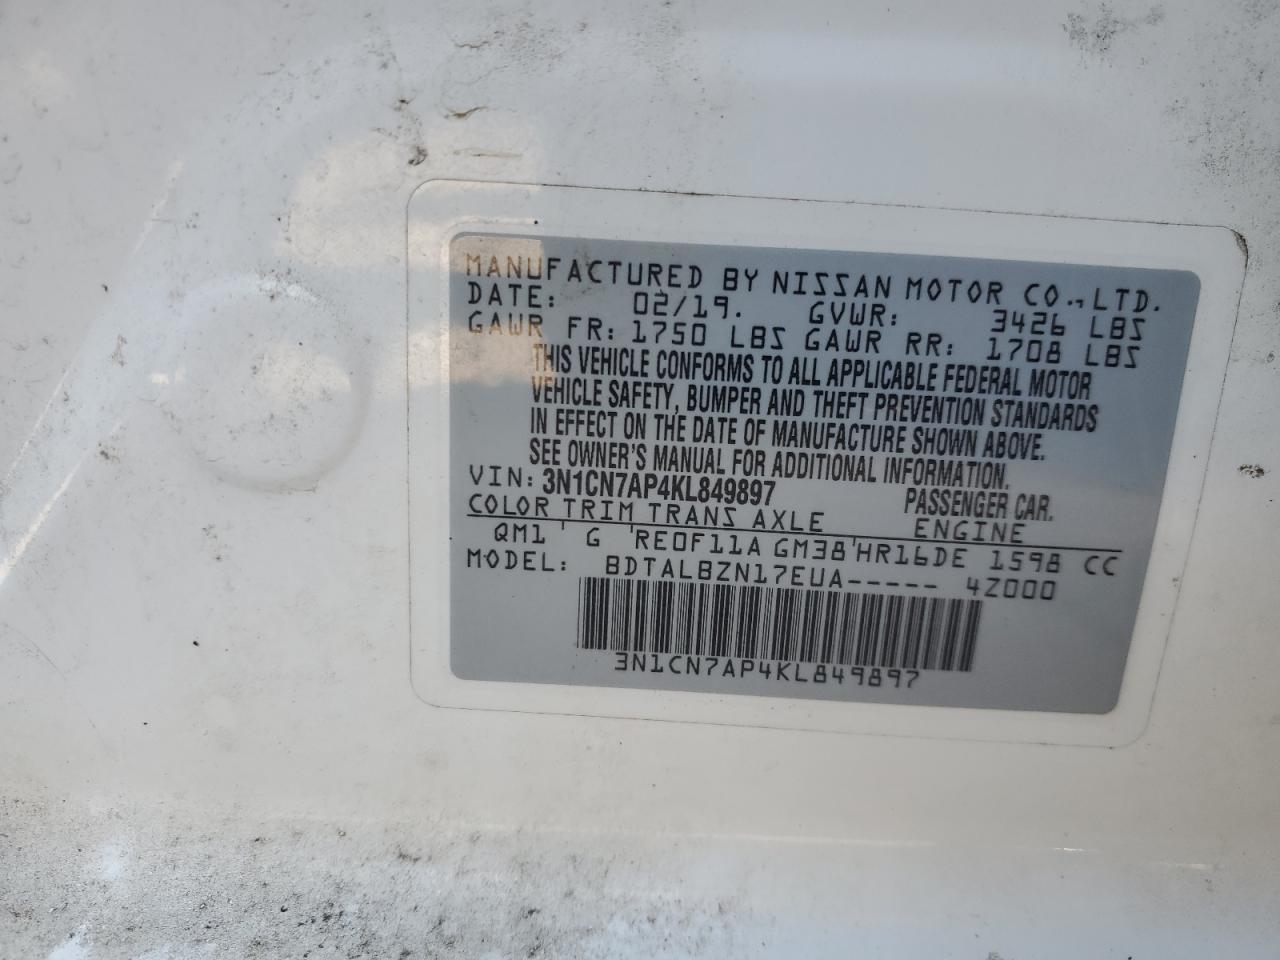 MANUFACTURED BY NISSAN MOTOR CO., LTD.
DATE: 02/19. GVWR: 3426 LBS
GAWR FR: 1750 LBS GAWR RR: 1708 LBS
THIS VEHICLE CONFORMS TO ALL APPLICABLE FEDERAL MOTOR
VEHICLE SAFETY, BUMPER AND THEFT PREVENTION STANDARDS
IN EFFECT ON THE DATE OF MANUFACTURE SHOWN ABOVE.
SEE OWNER'S MANUAL FOR ADDITIONAL INFORMATION.
VIN: 3N1CN7AP4KL849897 PASSENGER CAR.
COLOR TRIM TRANS AXLE ENGINE
QM1 ' G 'RE0F11A GM38'HR16DE 1598 CC
MODEL: BDTALBZN17EUA----- 4Z000
3N1CN7AP4KL849897